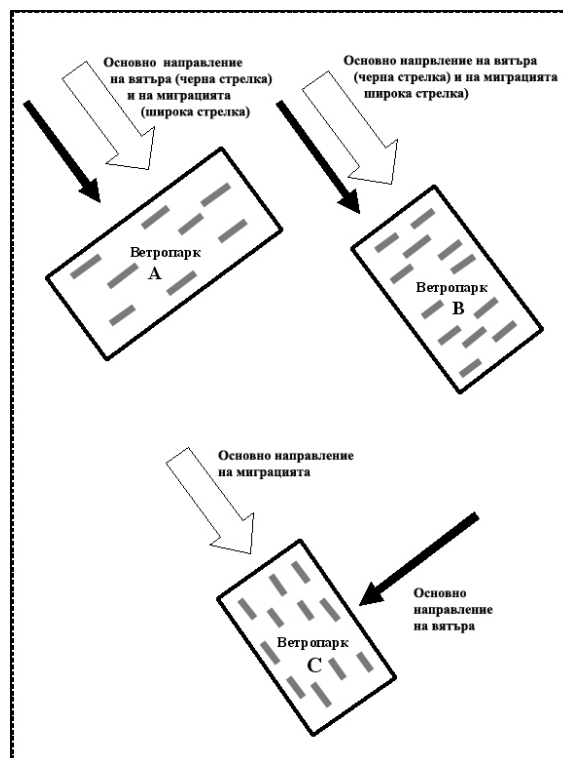 Основно направление
на вятъра (черна стрелка)
и на миграцията
(широка стрелка)
Основно напрвление на вятъра
(черна стрелка) и на миграцията
широка стрелка)
Ветропарк
A
Ветропарк
B
Основно направление
на миграцията
Основно
направление
на вятъра
Ветропарк
C